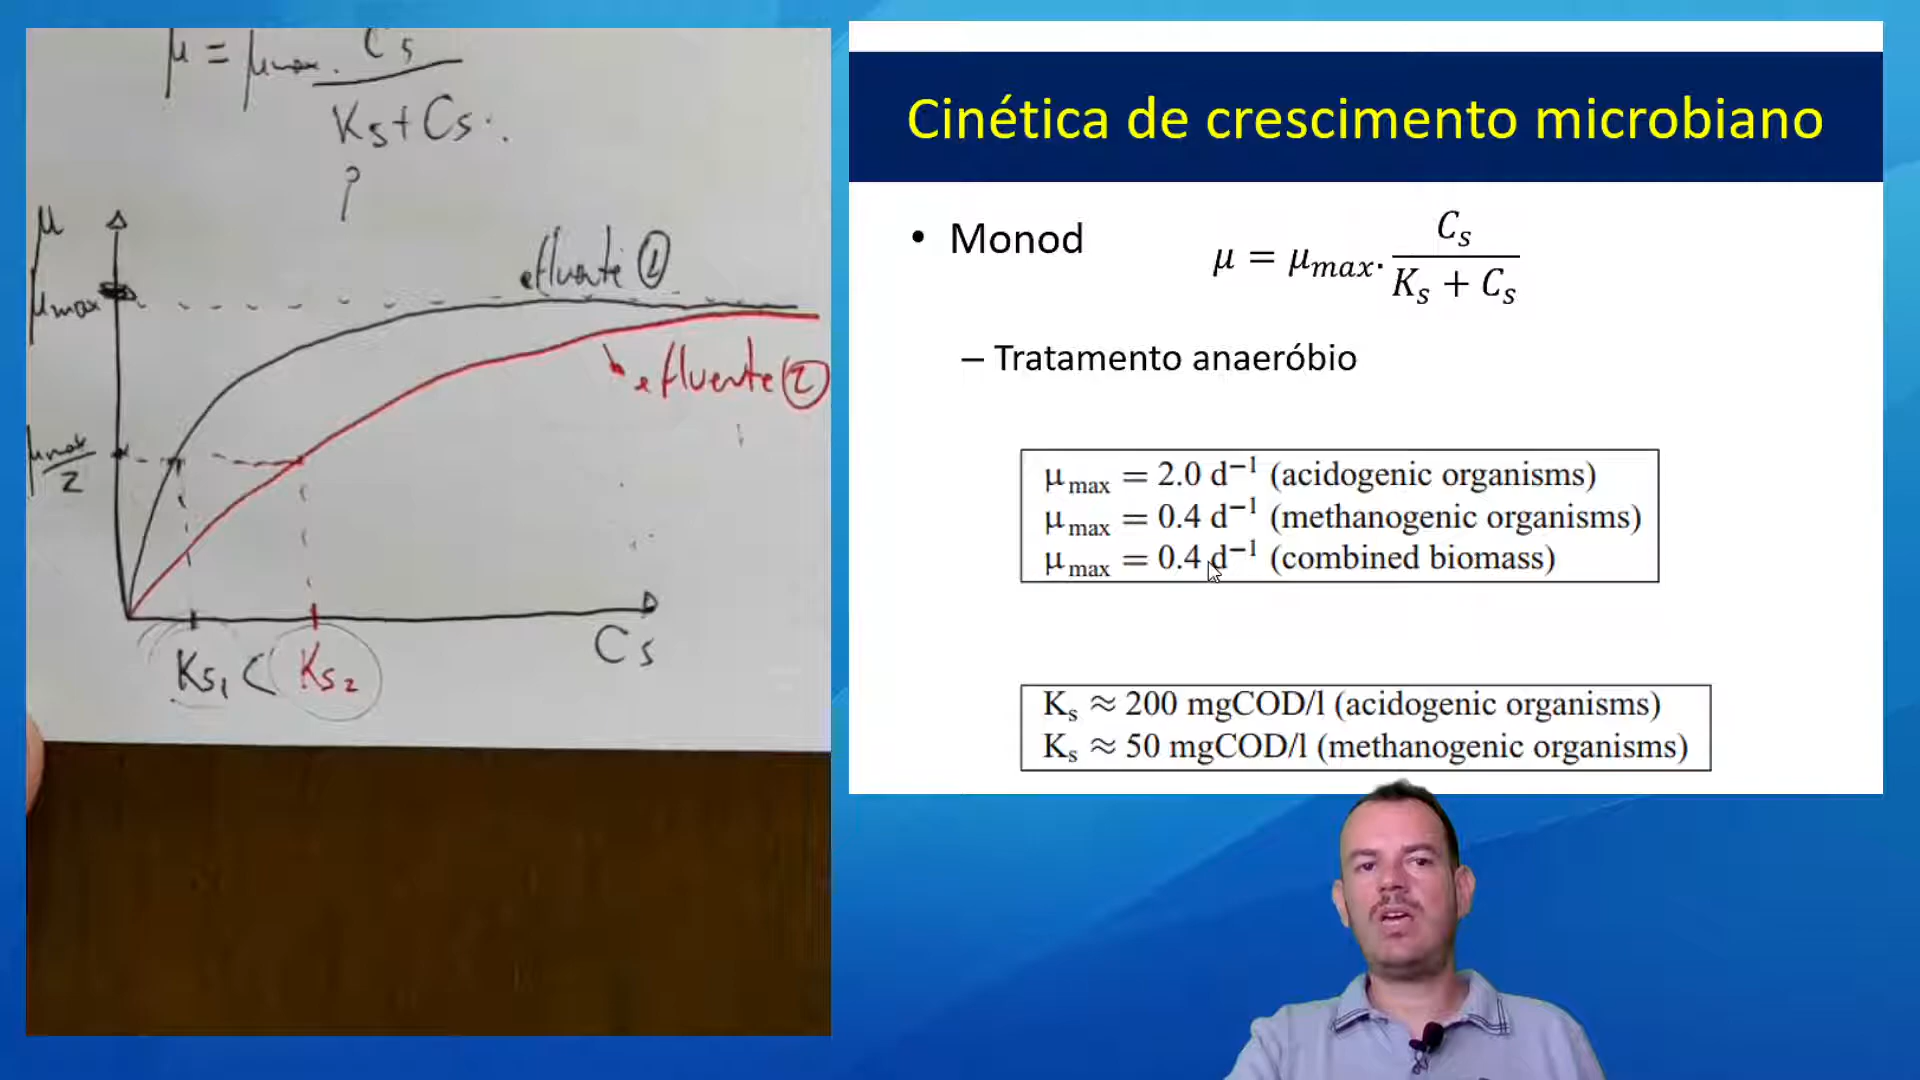 μ = μmax . Cs
Ks + Cs .
μ
μmax
efluente ①
efluente ②
μmax
2
Ks₁ < Ks₂
Cs
Cinética de crescimento microbiano
• Monod
μ = μmax. Cs
Ks + Cs
– Tratamento anaeróbio
μmax = 2.0 d⁻¹ (acidogenic organisms)
μmax = 0.4 d⁻¹ (methanogenic organisms)
μmax = 0.4 d⁻¹ (combined biomass)
Ks ≈ 200 mgCOD/l (acidogenic organisms)
Ks ≈ 50 mgCOD/l (methanogenic organisms)